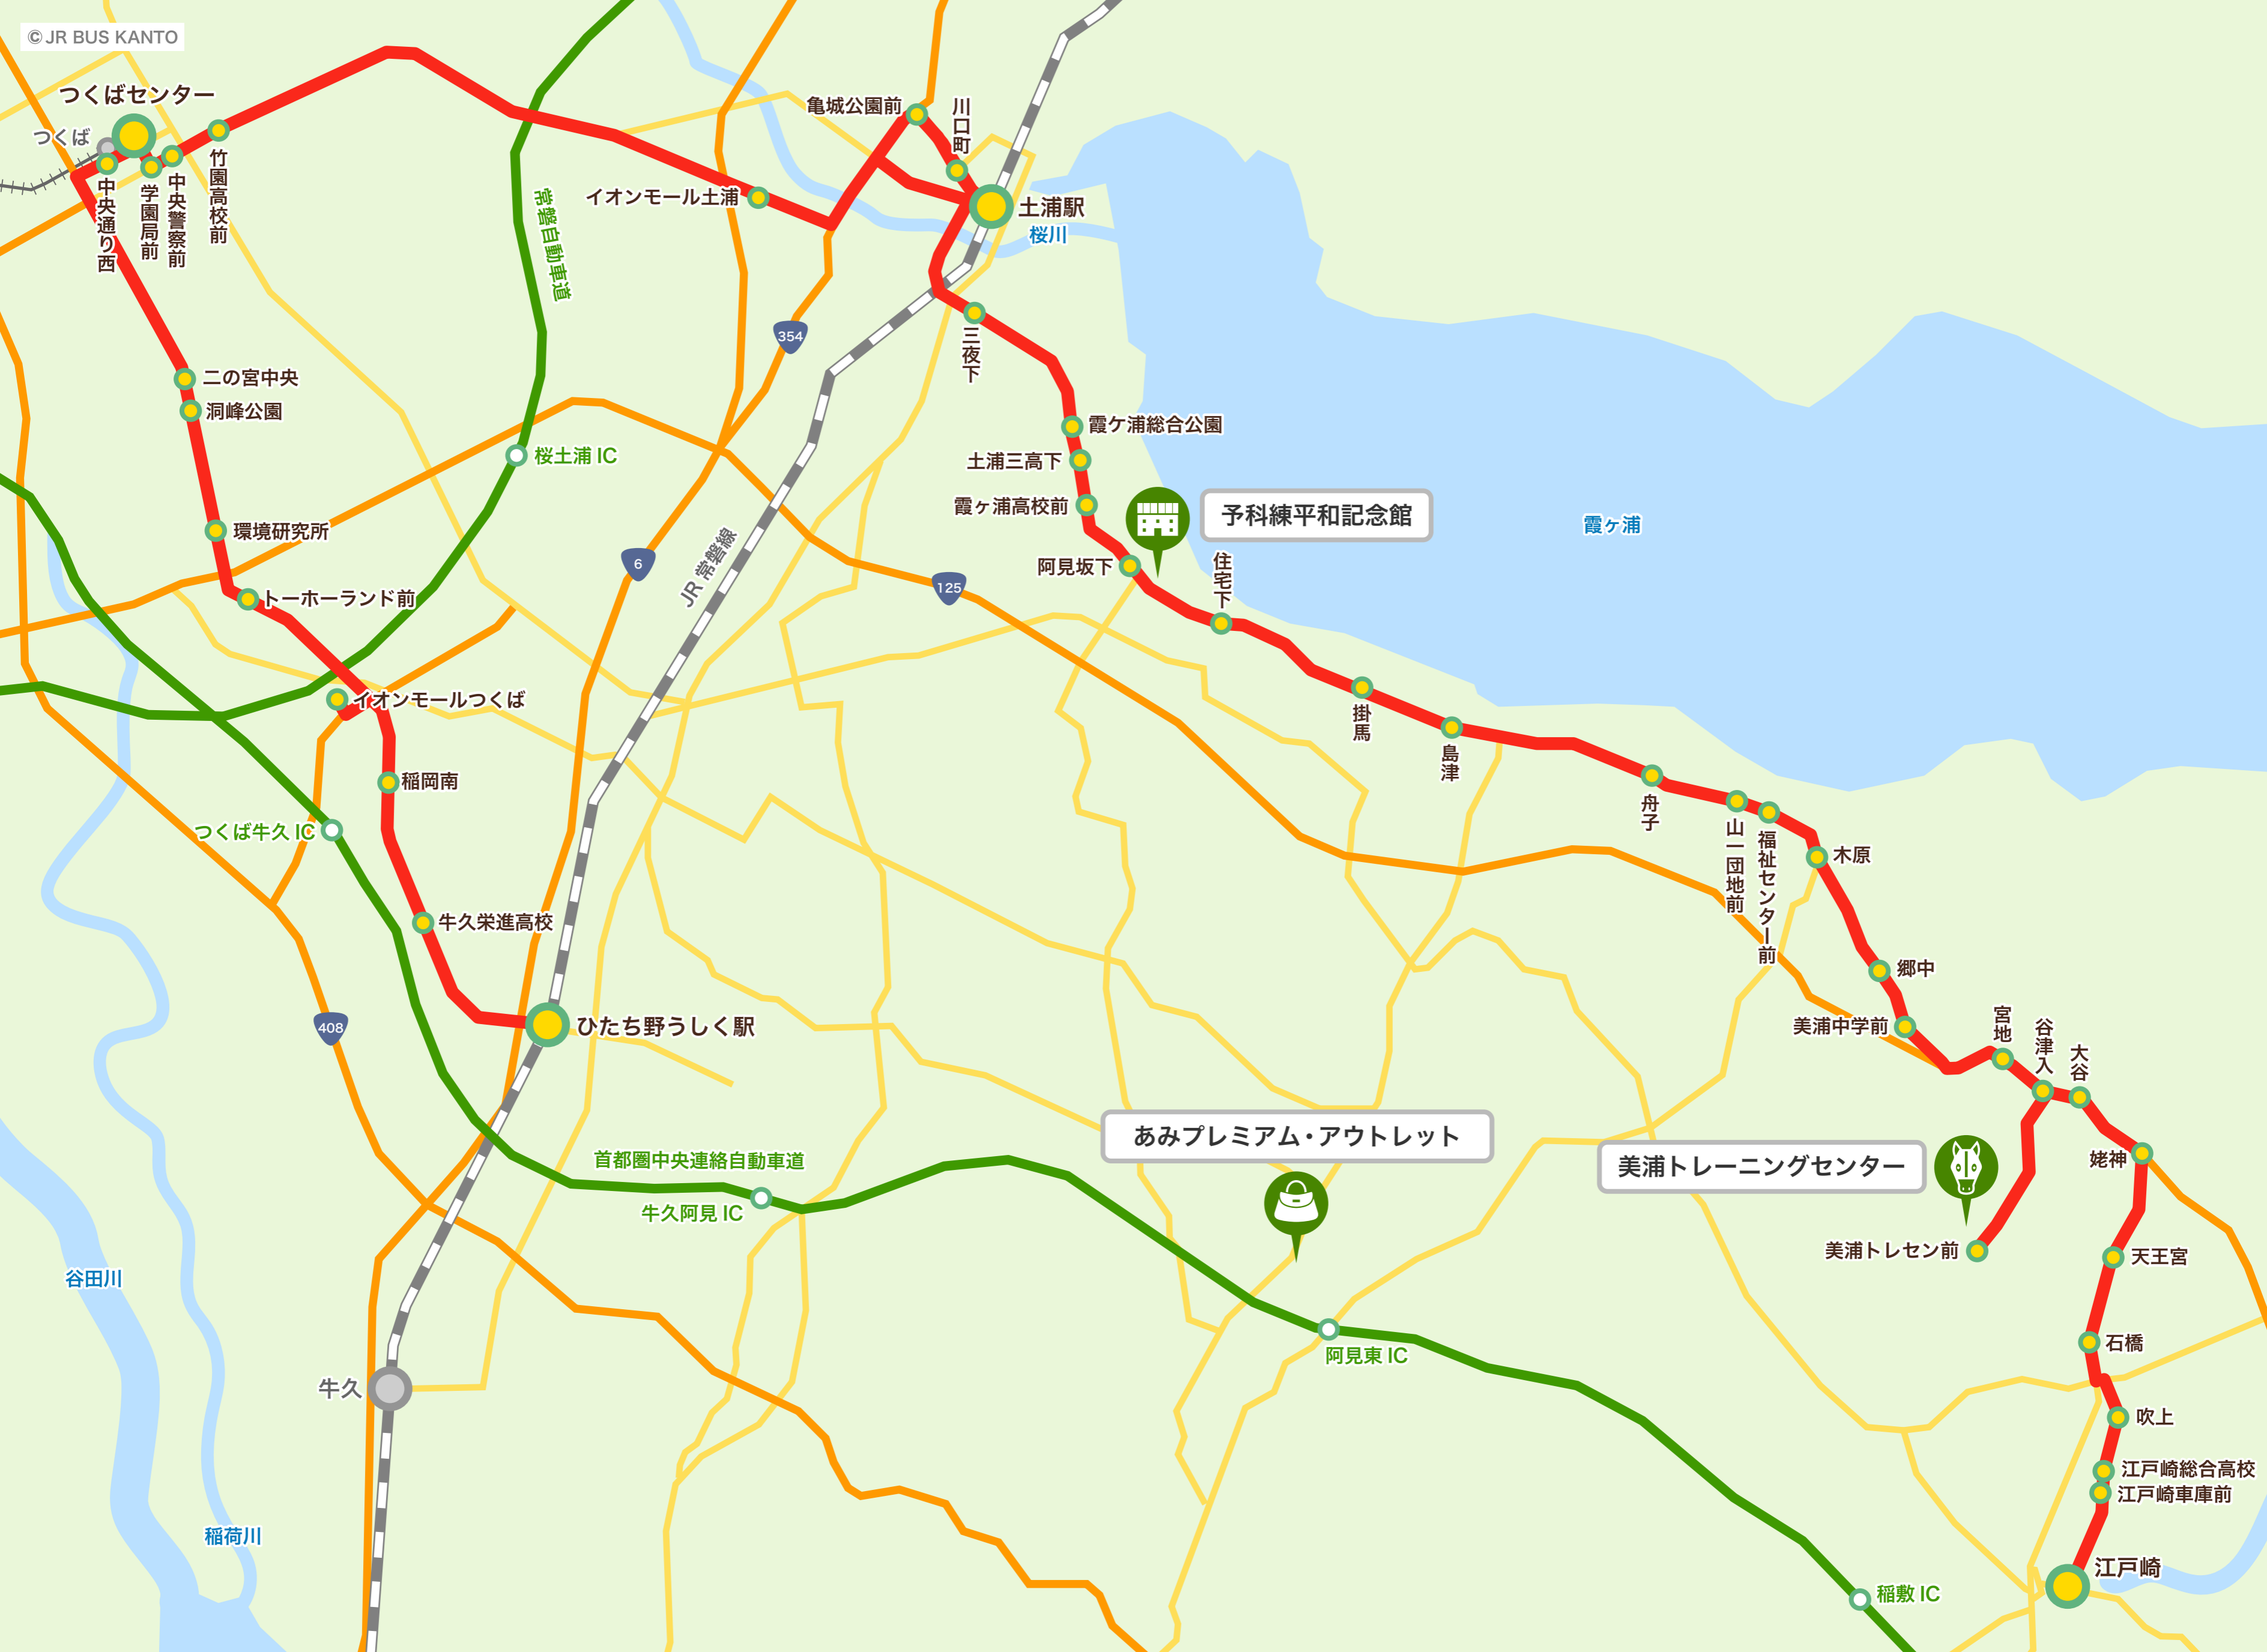 ©JR BUS KANTO
つくばセンター
つくば
中央通り西
学園局前
中央警察前
竹園高校前
常磐自動車道
イオンモール土浦
亀城公園前
川口町
土浦駅
桜川
354
三夜下
二の宮中央
洞峰公園
霞ケ浦総合公園
土浦三高下
桜土浦 IC
霞ヶ浦高校前
予科練平和記念館
霞ヶ浦
環境研究所
JR 常磐線
6
125
阿見坂下
住宅下
トーホーランド前
イオンモールつくば
掛馬
島津
稲岡南
つくば牛久 IC
舟子
山一団地前
福祉センター前
木原
牛久栄進高校
郷中
408
ひたち野うしく駅
美浦中学前
宮地
谷津入
大谷
あみプレミアム・アウトレット
首都圏中央連絡自動車道
牛久阿見 IC
美浦トレーニングセンター
姥神
美浦トレセン前
天王宮
谷田川
阿見東 IC
石橋
牛久
吹上
江戸崎総合高校
江戸崎車庫前
稲荷川
江戸崎
稲敷 IC